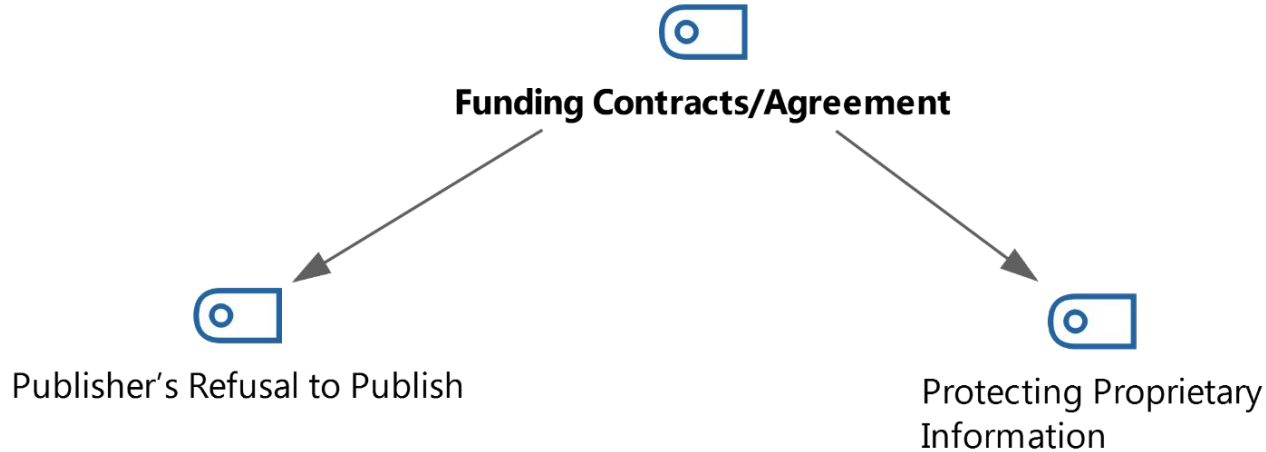 Funding Contracts/Agreement
Publisher’s Refusal to Publish
Protecting Proprietary
Information